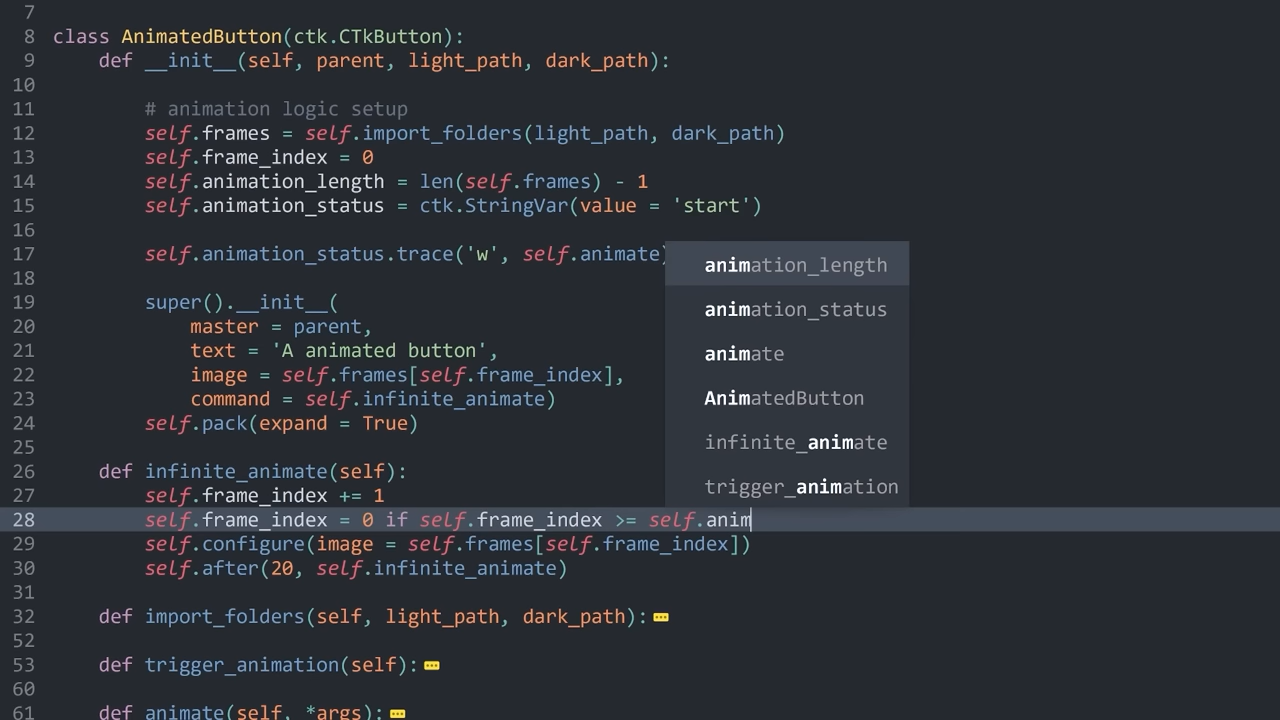 7
8 class AnimatedButton(ctk.CTkButton):
9     def __init__(self, parent, light_path, dark_path):
10
11         # animation logic setup
12         self.frames = self.import_folders(light_path, dark_path)
13         self.frame_index = 0
14         self.animation_length = len(self.frames) - 1
15         self.animation_status = ctk.StringVar(value = 'start')
16
17         self.animation_status.trace('w', self.animate)
18
19         super().__init__(
20             master = parent,
21             text = 'A animated button',
22             image = self.frames[self.frame_index],
23             command = self.infinite_animate)
24         self.pack(expand = True)
25
26     def infinite_animate(self):
27         self.frame_index += 1
28         self.frame_index = 0 if self.frame_index >= self.anim
29         self.configure(image = self.frames[self.frame_index])
30         self.after(20, self.infinite_animate)
31
32     def import_folders(self, light_path, dark_path):
52
53     def trigger_animation(self):
60
61     def animate(self, *args):
animation_length
animation_status
animate
AnimatedButton
infinite_animate
trigger_animation